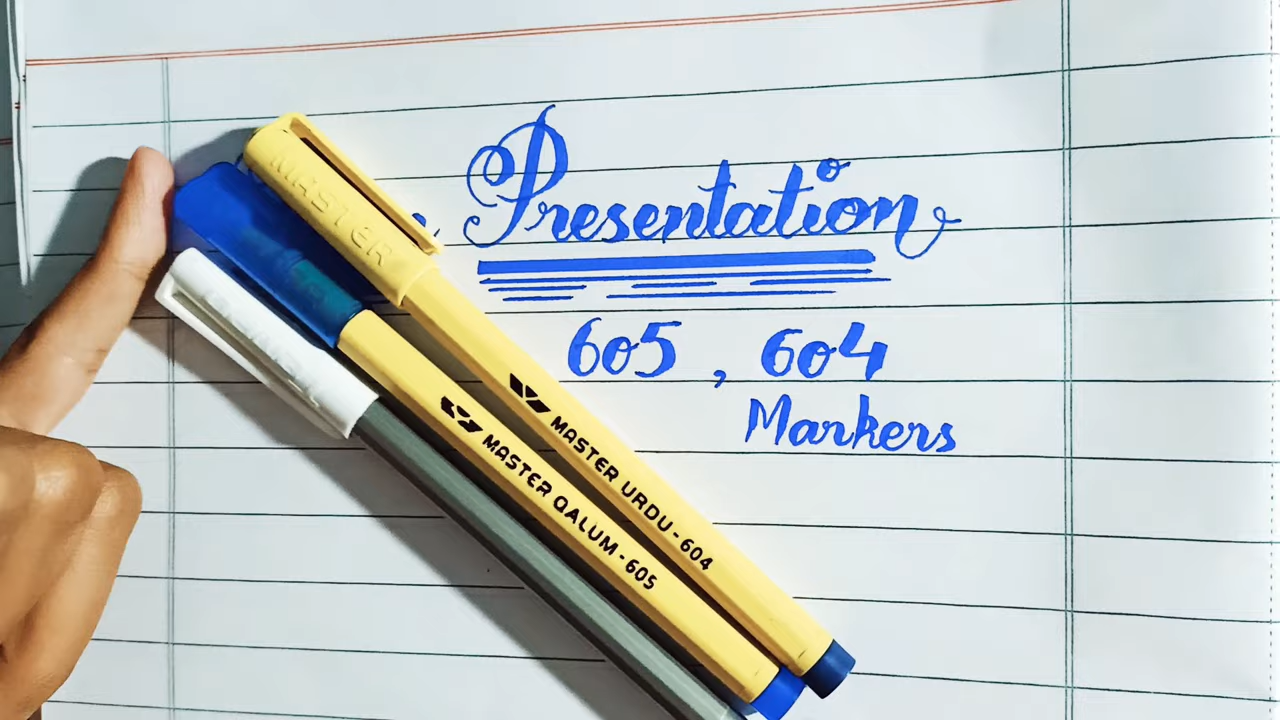 Presentation
605, 604
Markers
MASTER
MASTER URDU - 604
MASTER QALUM - 605